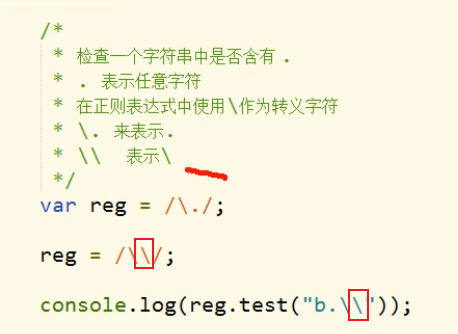 /*
* 检查一个字符串中是否含有 .
* . 表示任意字符
* 在正则表达式中使用\作为转义字符
* \. 来表示.
* \\ 表示\
*/
var reg = /\./;
reg = /\\/;
console.log(reg.test("b.\\"));